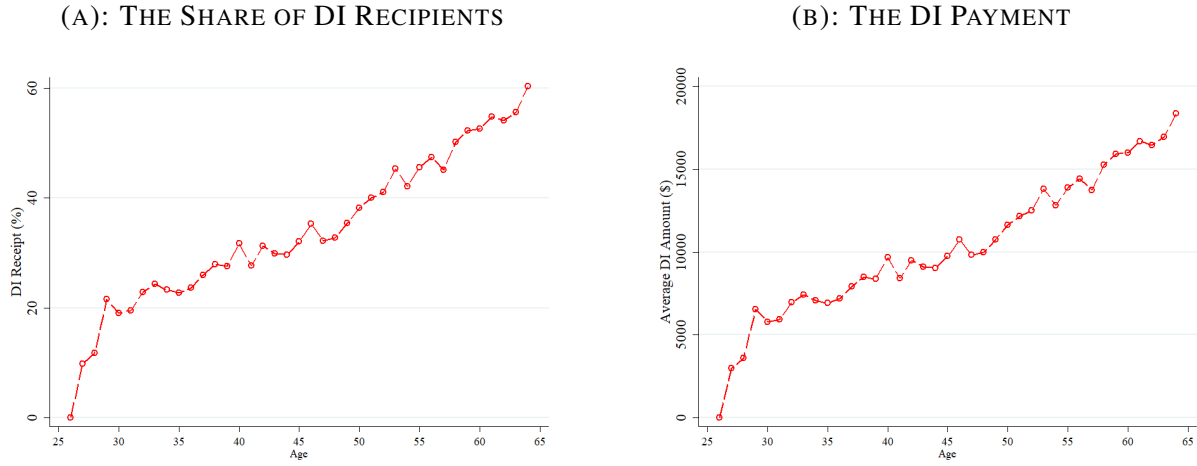 (A): THE SHARE OF DI RECIPIENTS
DI Receipt (%)
60
40
20
0
25 30 35 40 45 50 55 60 65
Age
(B): THE DI PAYMENT
Average DI Amount ($)
20000
15000
10000
5000
0
25 30 35 40 45 50 55 60 65
Age